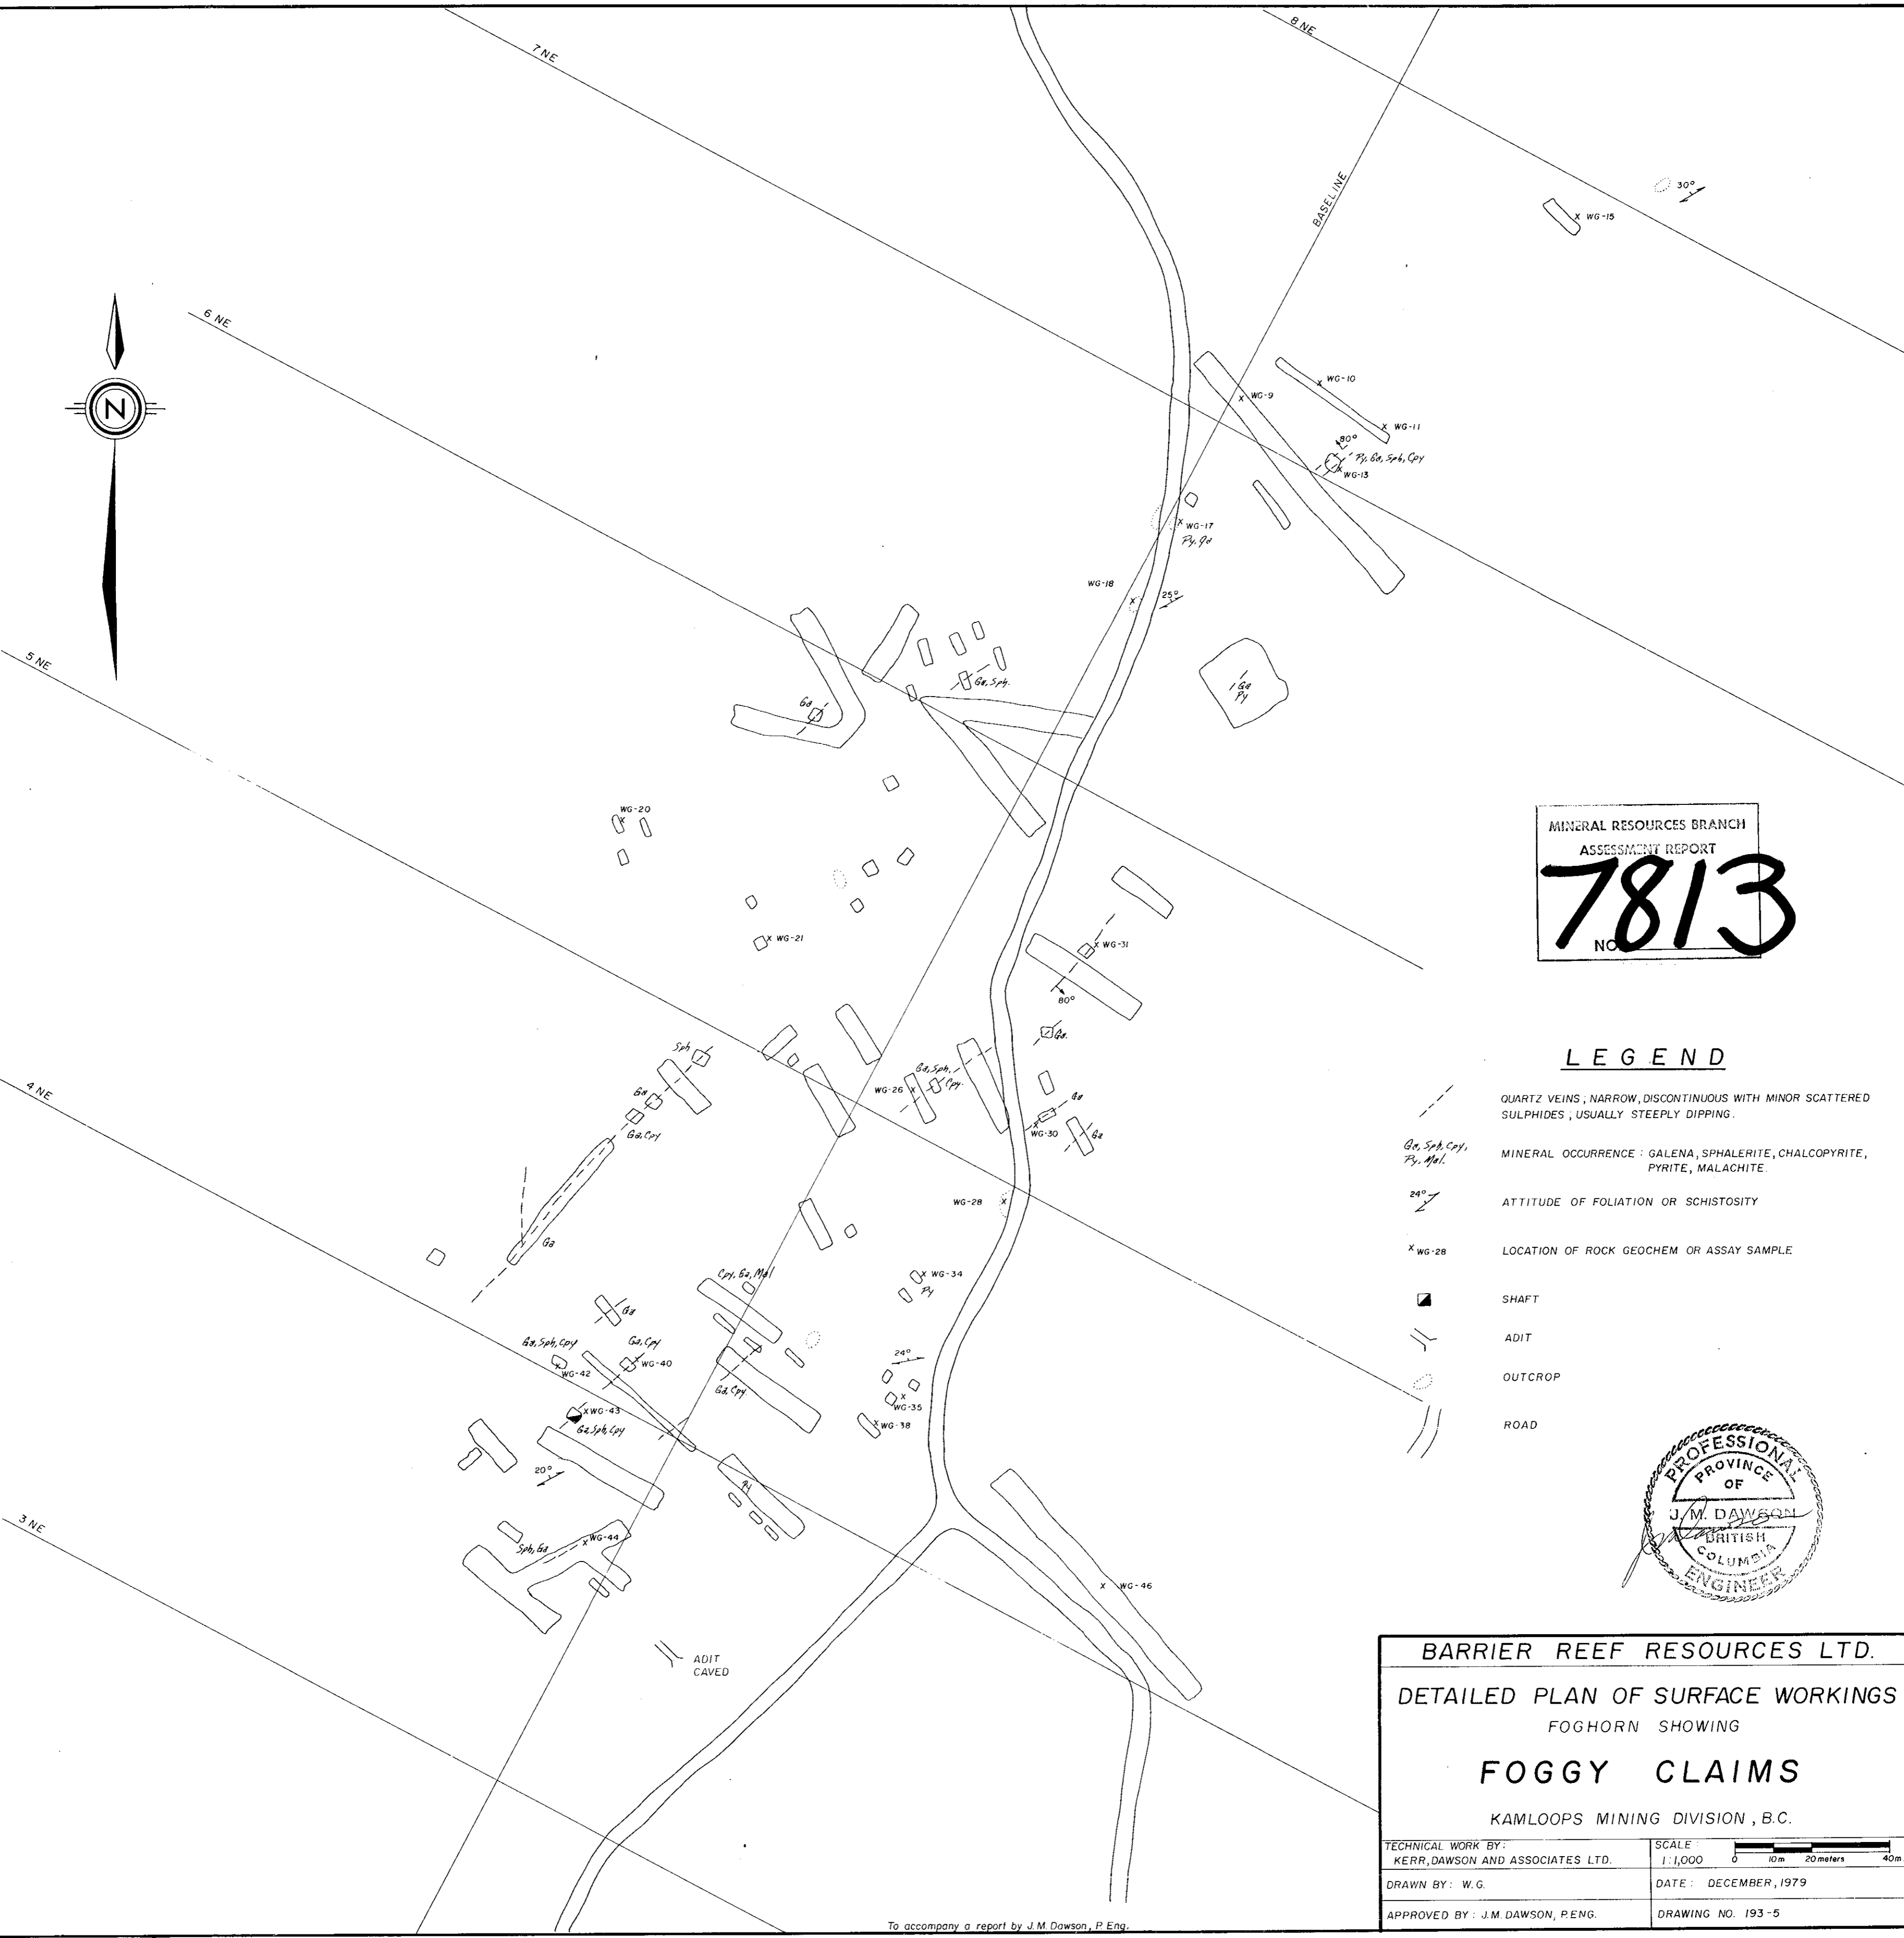 8 NE
7 NE
BASELINE
30°
X WG-15
6 NE
N
X WG-10
X WG-9
X WG-11
80°
Py, Ga, Sph, Cpy
X WG-13
X WG-17
Py, Ga
WG-18
X
25°
5 NE
Ga, Sph.
Ga
Ga
Py
WG-20
X
MINERAL RESOURCES BRANCH
ASSESSMENT REPORT
7813
NO
X WG-21
X WG-31
80°
Ga.
Sph
Ga, Sph,
Cpy.
WG-26 X
LEGEND
4 NE
Ga
Ga, Cpy
Ga
X
WG-30
Ga
QUARTZ VEINS ; NARROW, DISCONTINUOUS WITH MINOR SCATTERED
SULPHIDES ; USUALLY STEEPLY DIPPING.
Ga, Sph, Cpy,
Py, Mal.
MINERAL OCCURRENCE : GALENA, SPHALERITE, CHALCOPYRITE,
PYRITE, MALACHITE.
24°
ATTITUDE OF FOLIATION OR SCHISTOSITY
WG-28 X
Ga
X WG-28
LOCATION OF ROCK GEOCHEM OR ASSAY SAMPLE
Cpy, Ga, Mal
X WG-34
Py
SHAFT
Ga
ADIT
Ga, Sph, Cpy
X
WG-42
Ga, Cpy
X WG-40
24°
OUTCROP
Ga, Cpy.
X
WG-35
X WG-43
Ga, Sph, Cpy
X WG-38
ROAD
20°
Py
3 NE
X WG-44
Sph, Ga
X WG-46
ADIT
CAVED
PROFESSIONAL
PROVINCE
OF
J. M. DAWSON
BRITISH
COLUMBIA
ENGINEER
BARRIER REEF RESOURCES LTD.
DETAILED PLAN OF SURFACE WORKINGS
FOGHORN SHOWING
FOGGY CLAIMS
KAMLOOPS MINING DIVISION , B.C.
TECHNICAL WORK BY :
KERR, DAWSON AND ASSOCIATES LTD.
SCALE :
1 : 1,000
0 10m 20 meters 40m
DRAWN BY : W. G.
DATE : DECEMBER, 1979
APPROVED BY : J.M. DAWSON, P.ENG.
DRAWING NO. 193-5
To accompany a report by J. M. Dawson, P. Eng.